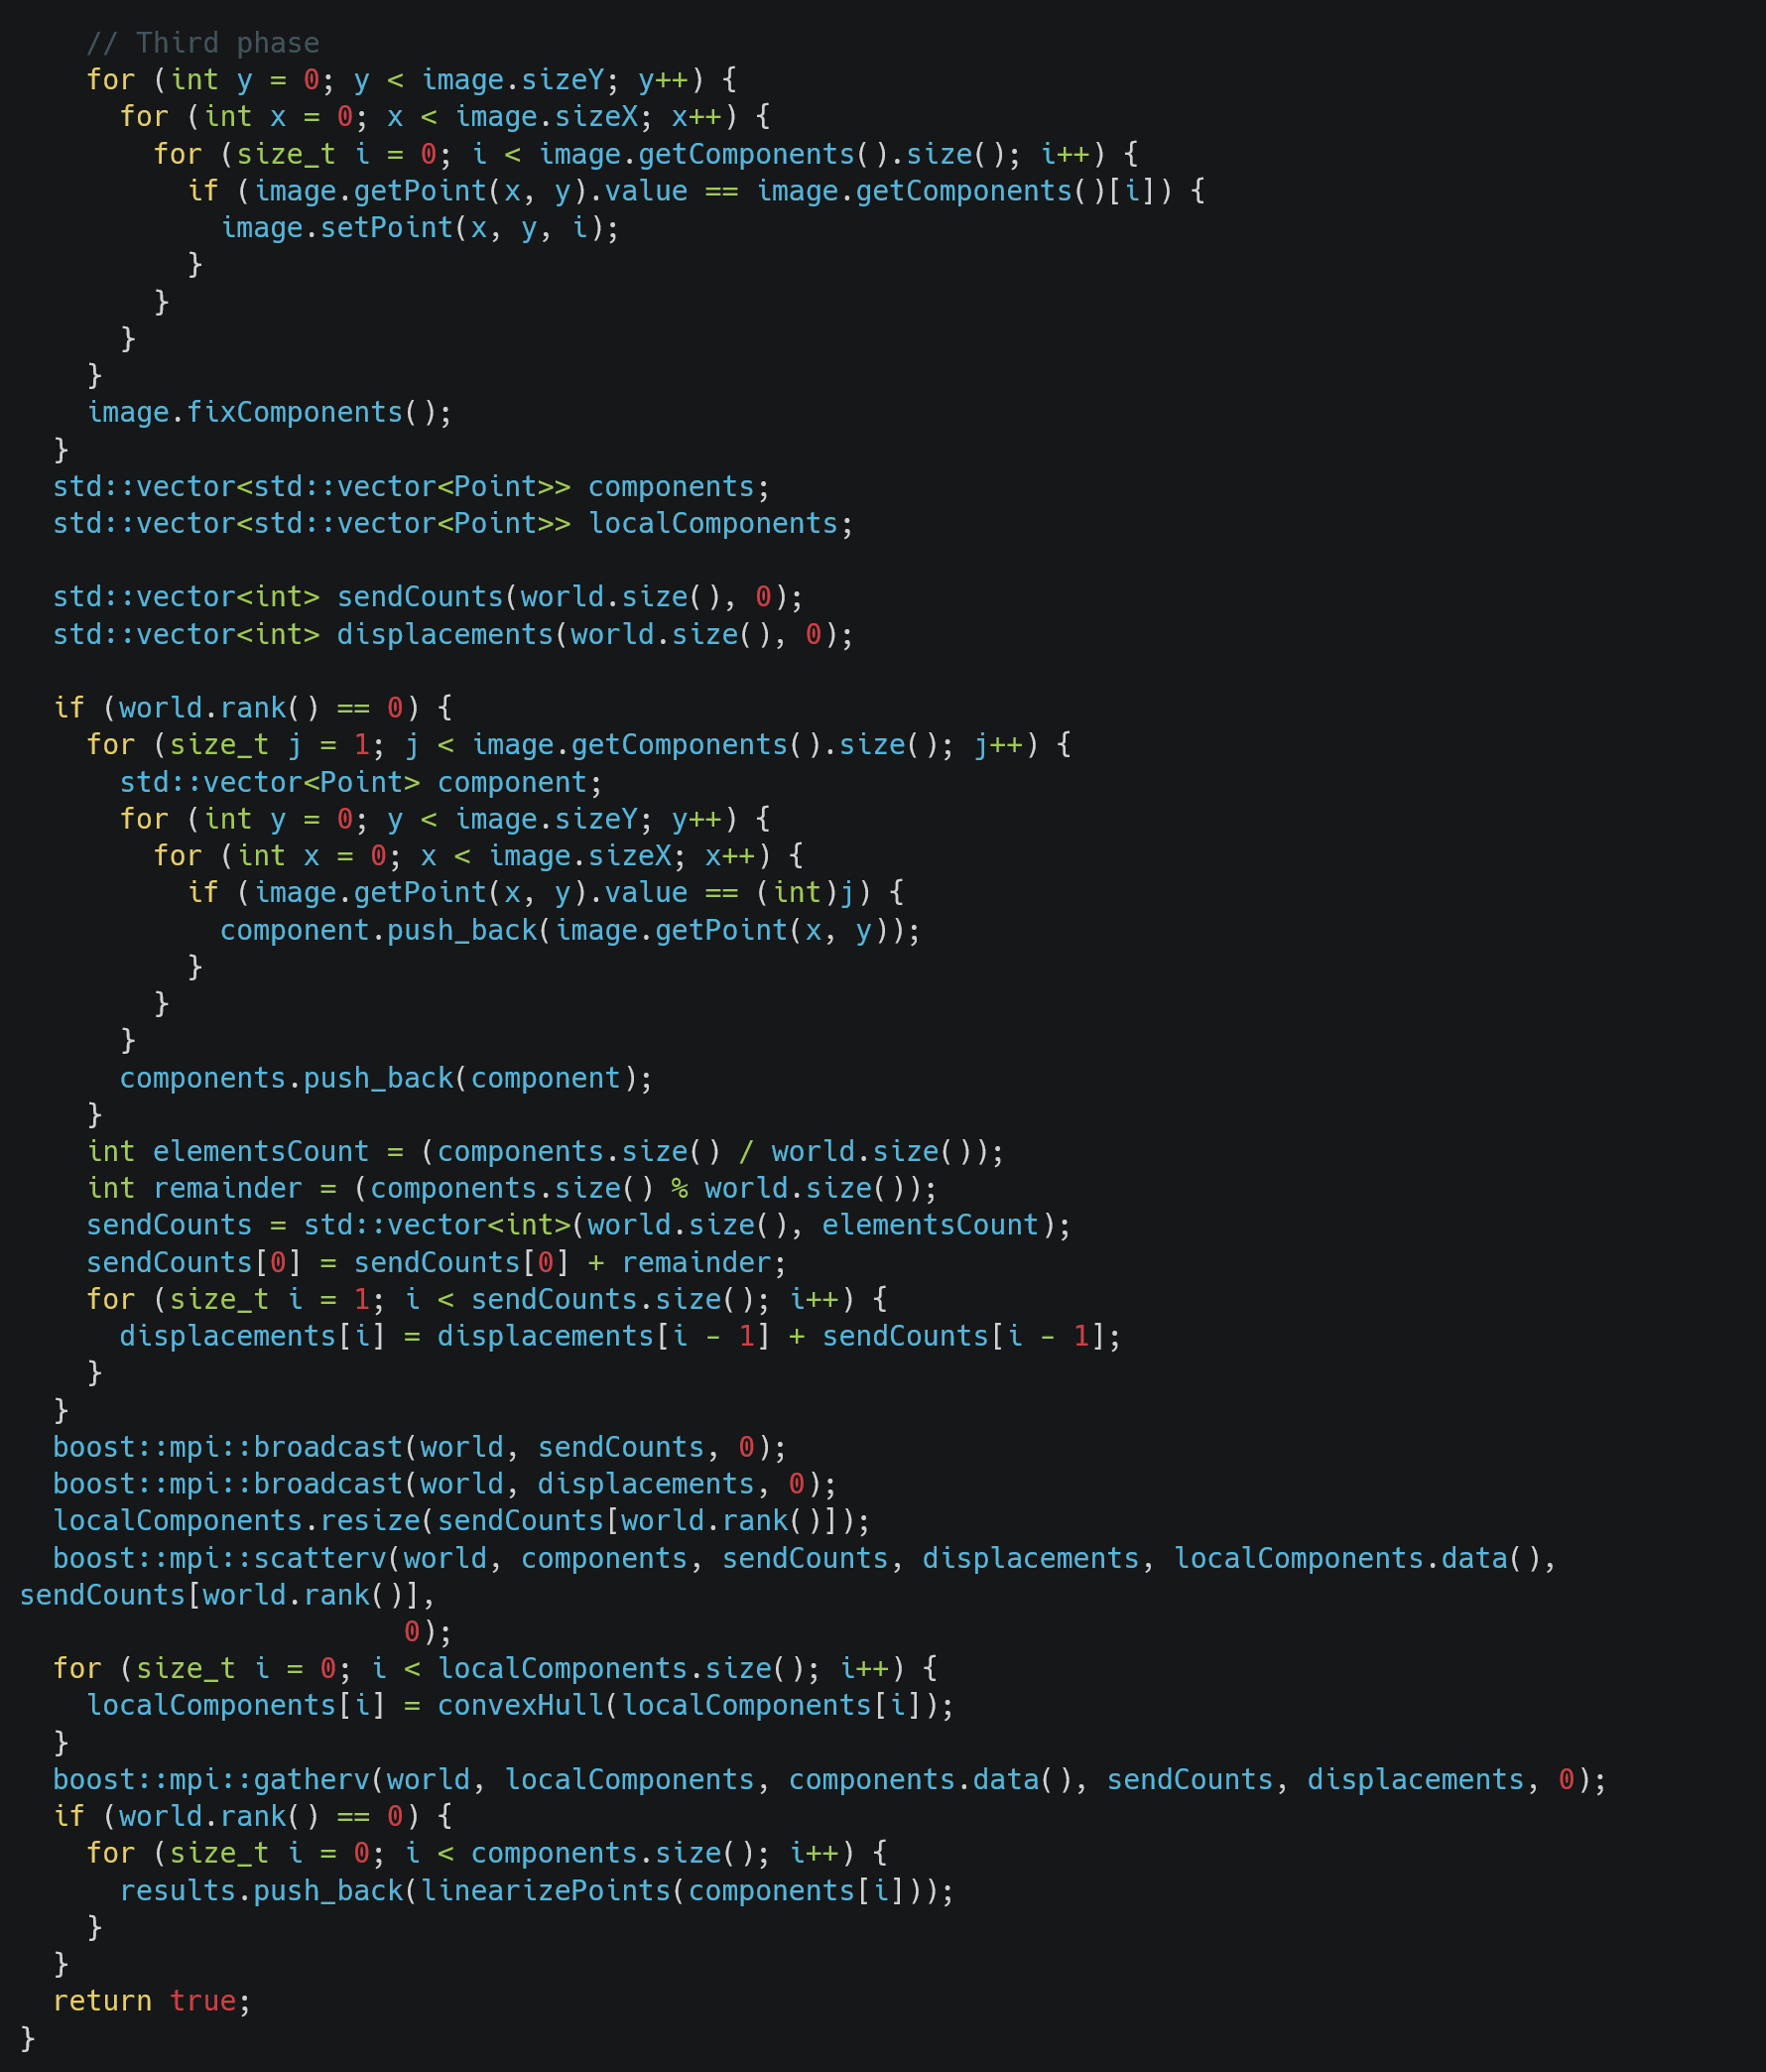 // Third phase
    for (int y = 0; y < image.sizeY; y++) {
      for (int x = 0; x < image.sizeX; x++) {
        for (size_t i = 0; i < image.getComponents().size(); i++) {
          if (image.getPoint(x, y).value == image.getComponents()[i]) {
            image.setPoint(x, y, i);
          }
        }
      }
    }
    image.fixComponents();
  }
  std::vector<std::vector<Point>> components;
  std::vector<std::vector<Point>> localComponents;

  std::vector<int> sendCounts(world.size(), 0);
  std::vector<int> displacements(world.size(), 0);

  if (world.rank() == 0) {
    for (size_t j = 1; j < image.getComponents().size(); j++) {
      std::vector<Point> component;
      for (int y = 0; y < image.sizeY; y++) {
        for (int x = 0; x < image.sizeX; x++) {
          if (image.getPoint(x, y).value == (int)j) {
            component.push_back(image.getPoint(x, y));
          }
        }
      }
      components.push_back(component);
    }
    int elementsCount = (components.size() / world.size());
    int remainder = (components.size() % world.size());
    sendCounts = std::vector<int>(world.size(), elementsCount);
    sendCounts[0] = sendCounts[0] + remainder;
    for (size_t i = 1; i < sendCounts.size(); i++) {
      displacements[i] = displacements[i - 1] + sendCounts[i - 1];
    }
  }
  boost::mpi::broadcast(world, sendCounts, 0);
  boost::mpi::broadcast(world, displacements, 0);
  localComponents.resize(sendCounts[world.rank()]);
  boost::mpi::scatterv(world, components, sendCounts, displacements, localComponents.data(),
sendCounts[world.rank()],
                       0);
  for (size_t i = 0; i < localComponents.size(); i++) {
    localComponents[i] = convexHull(localComponents[i]);
  }
  boost::mpi::gatherv(world, localComponents, components.data(), sendCounts, displacements, 0);
  if (world.rank() == 0) {
    for (size_t i = 0; i < components.size(); i++) {
      results.push_back(linearizePoints(components[i]));
    }
  }
  return true;
}